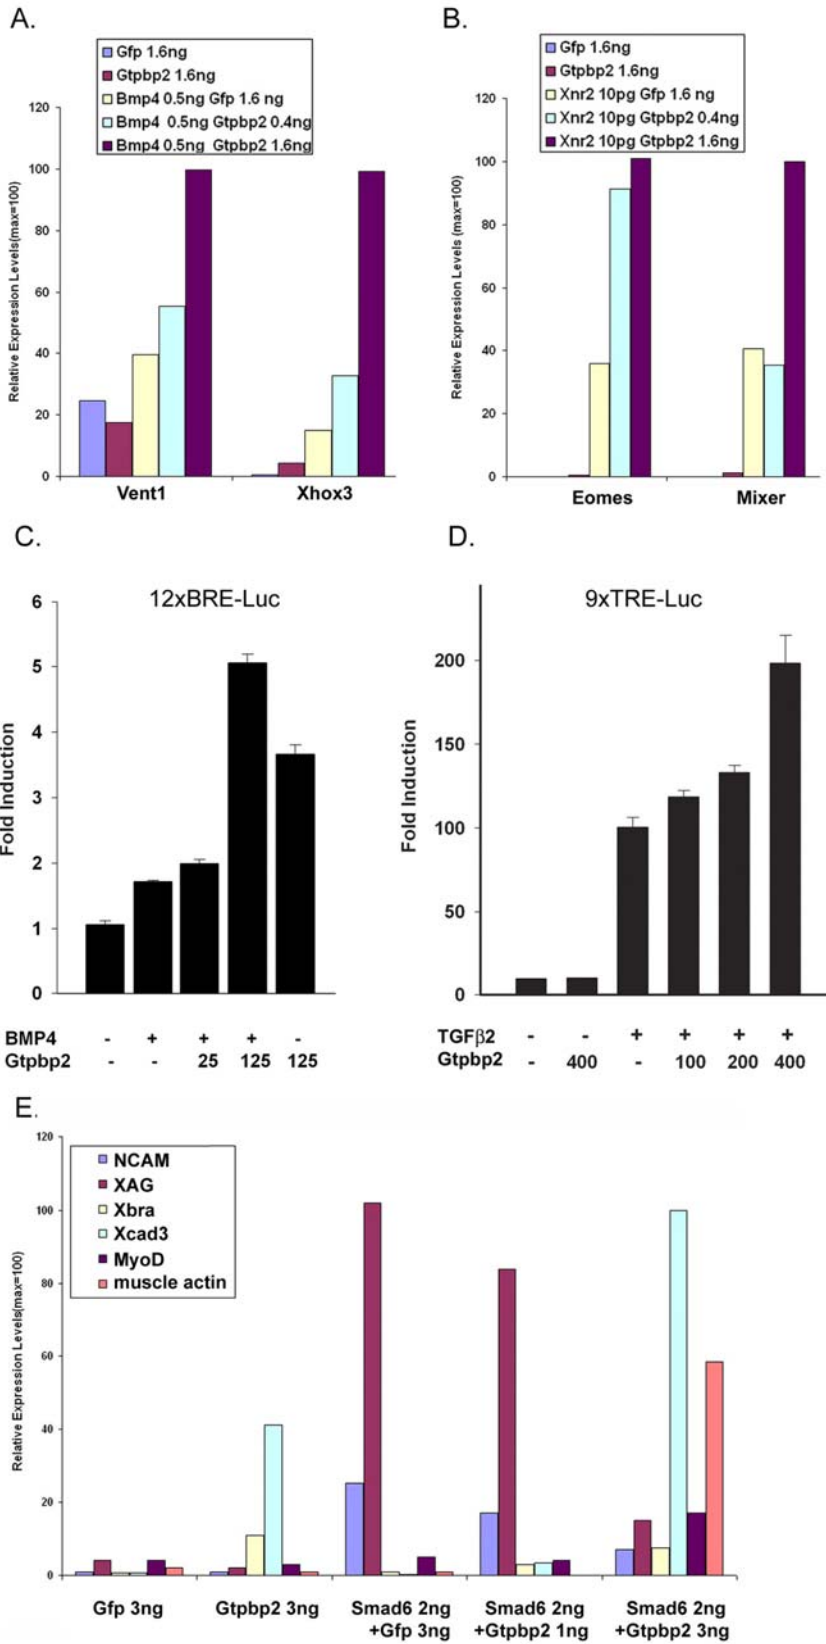 A.
Gfp 1.6ng
Gtpbp2 1.6ng
Bmp4 0.5ng Gfp 1.6 ng
Bmp4 0.5ng Gtpbp2 0.4ng
Bmp4 0.5ng Gtpbp2 1.6ng
Relative Expression Levels(max=100)
120
100
80
60
40
20
0
Vent1 Xhox3
B.
Gfp 1.6ng
Gtpbp2 1.6ng
Xnr2 10pg Gfp 1.6 ng
Xnr2 10pg Gtpbp2 0.4ng
Xnr2 10pg Gtpbp2 1.6ng
Relative Expression Levels (max=100)
120
100
80
60
40
20
0
Eomes Mixer
C.
12xBRE-Luc
Fold Induction
6
5
4
3
2
1
0
BMP4 - + + + -
Gtpbp2 - - 25 125 125
D.
9xTRE-Luc
Fold Induction
200
150
100
50
0
TGFβ2 - - + + + +
Gtpbp2 - 400 - 100 200 400
E.
NCAM
XAG
Xbra
Xcad3
MyoD
muscle actin
Relative Expression Levels(max=100)
120
100
80
60
40
20
0
Gfp 3ng Gtpbp2 3ng Smad6 2ng Smad6 2ng Smad6 2ng
+Gfp 3ng +Gtpbp2 1ng +Gtpbp2 3ng